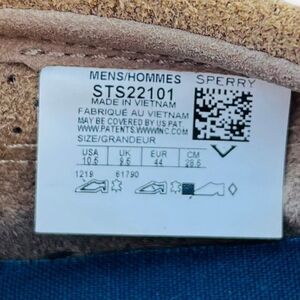 MENS/HOMMES SPERRY
STS22101
MADE IN VIETNAM
FABRIQUÉ AU VIETNAM
MAY BE COVERED BY US PAT
WWW.PATENTS.WWWINC.COM
SIZE/GRANDEUR
USA UK EUR CM
10.5 9.5 44 28.5
1219 61790